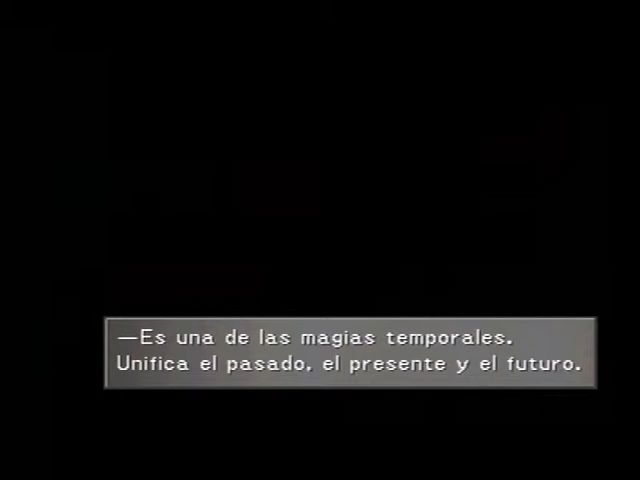 —Es una de las magias temporales.
Unifica el pasado, el presente y el futuro.